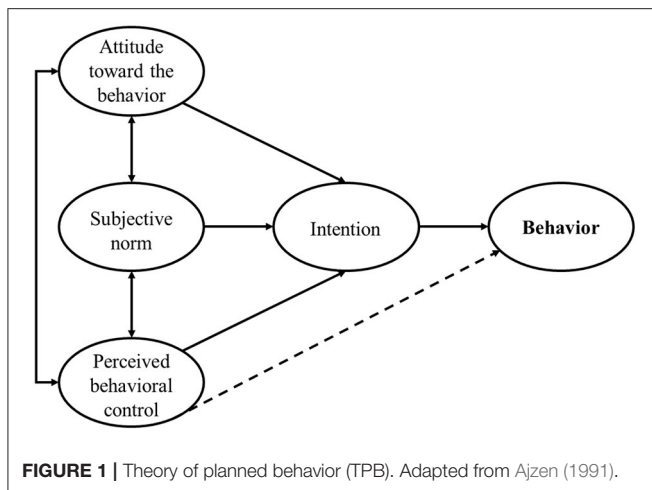 Attitude
toward the
behavior
Subjective
norm
Intention
Behavior
Perceived
behavioral
control
FIGURE 1 | Theory of planned behavior (TPB). Adapted from Ajzen (1991).